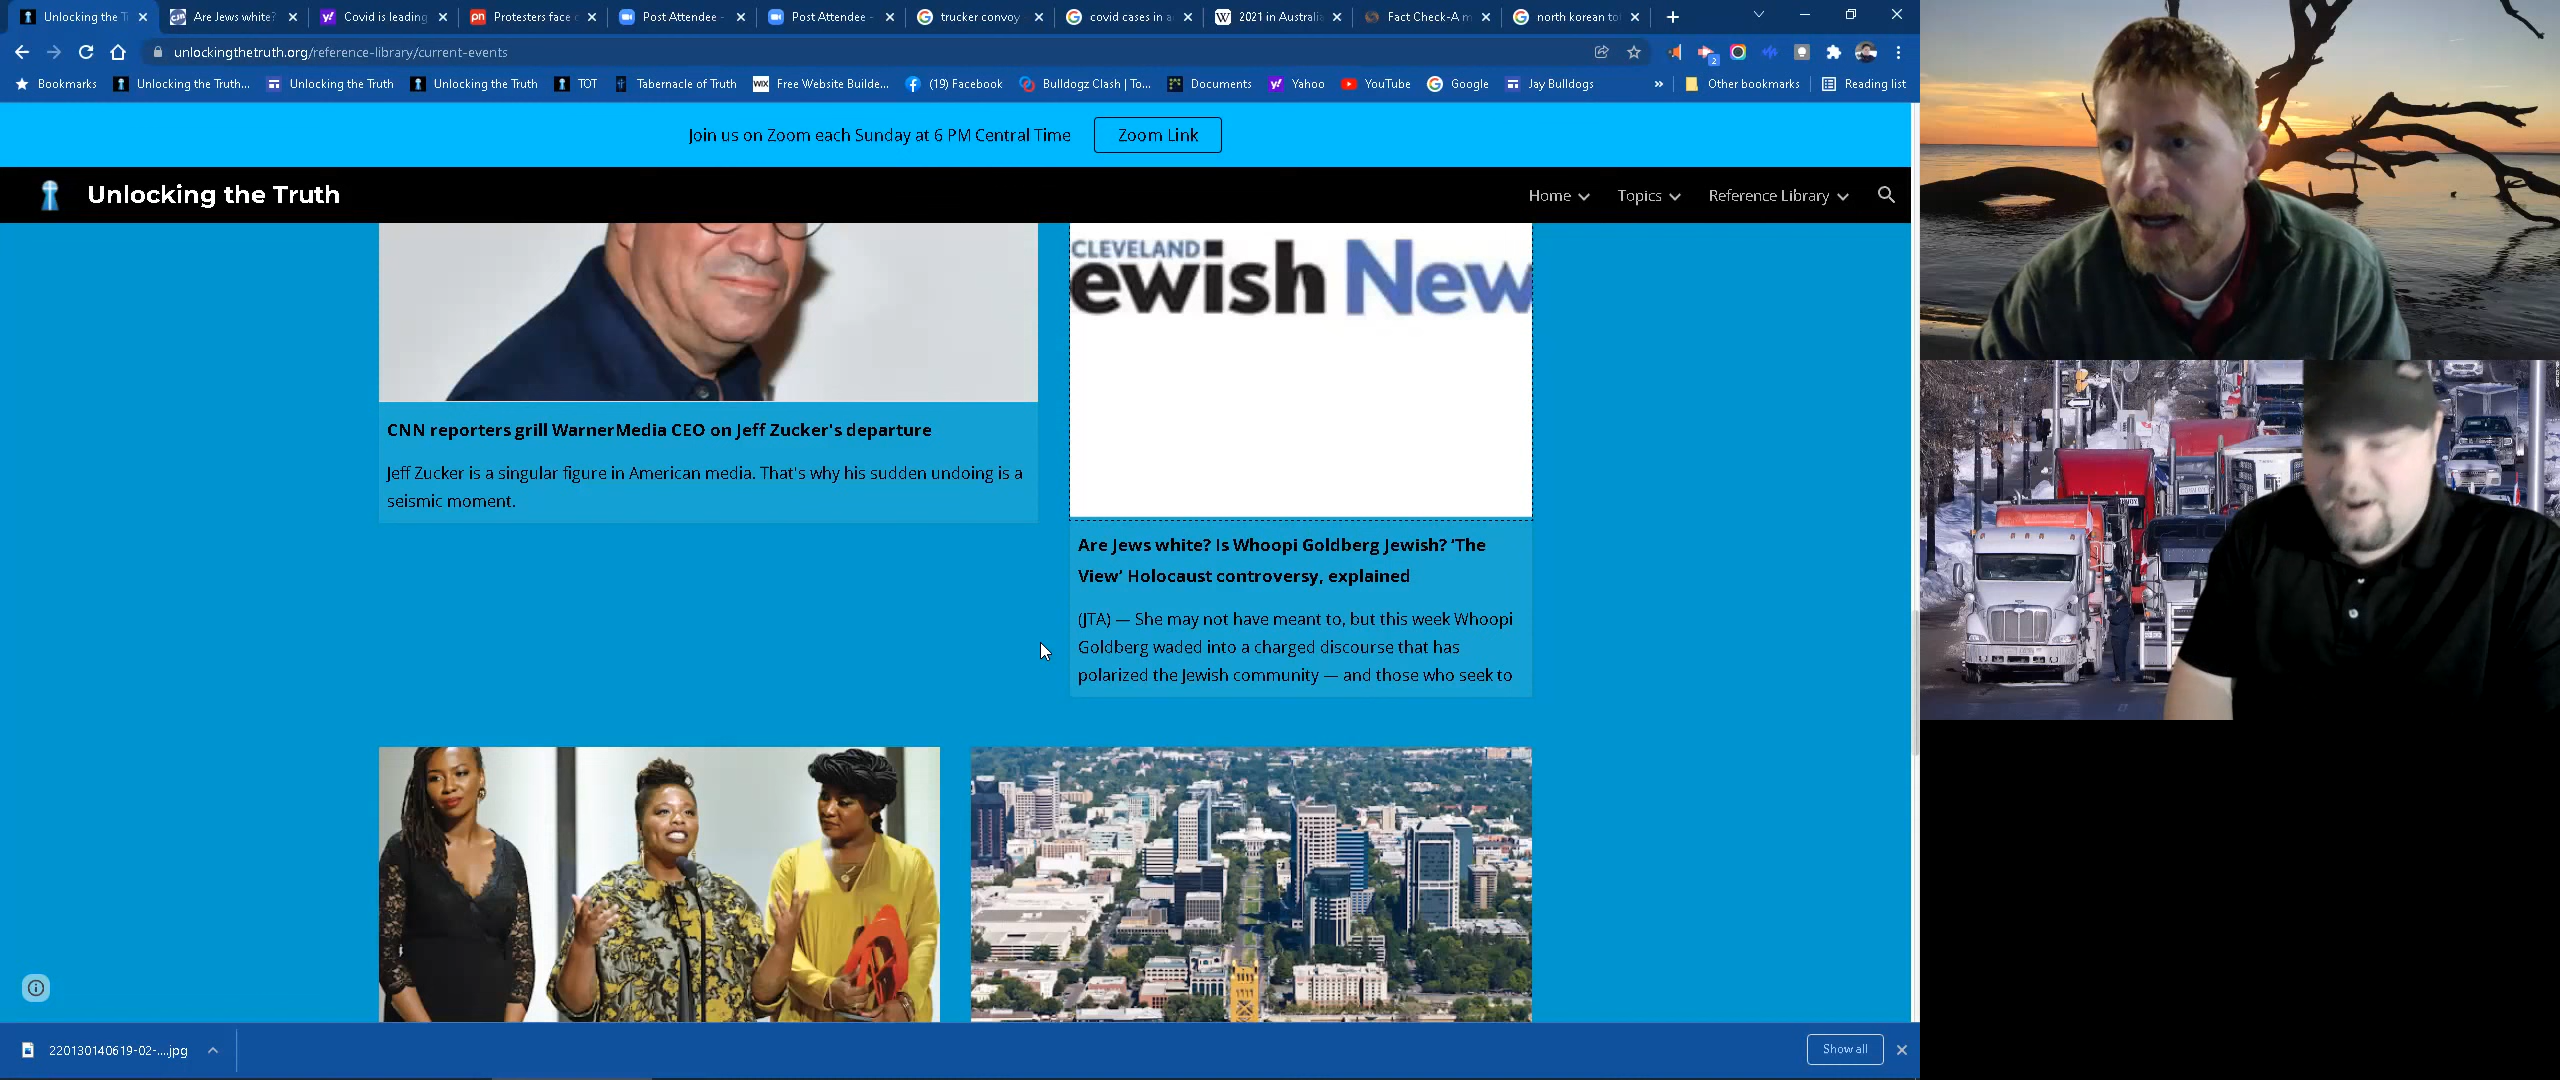 Unlocking the Ti
Are Jews white?
Covid is leading
Protesters face c
Post Attendee -
Post Attendee -
trucker convoy
covid cases in a
2021 in Australia
Fact Check-A m
north korean to
unlockingthetruth.org/reference-library/current-events
2
Bookmarks
Unlocking the Truth...
Unlocking the Truth
Unlocking the Truth
TOT
Tabernacle of Truth
Free Website Builde...
(19) Facebook
Bulldogz Clash | To...
Documents
Yahoo
YouTube
Google
Jay Bulldogs
»
Other bookmarks
Reading list
Join us on Zoom each Sunday at 6 PM Central Time
Zoom Link
Unlocking the Truth
Home
Topics
Reference Library
CLEVELAND
ewish New
CNN reporters grill WarnerMedia CEO on Jeff Zucker's departure
Jeff Zucker is a singular figure in American media. That's why his sudden undoing is a
seismic moment.
Are Jews white? Is Whoopi Goldberg Jewish? ‘The
View’ Holocaust controversy, explained
(JTA) — She may not have meant to, but this week Whoopi
Goldberg waded into a charged discourse that has
polarized the Jewish community — and those who seek to
220130140619-02-....jpg
Show all